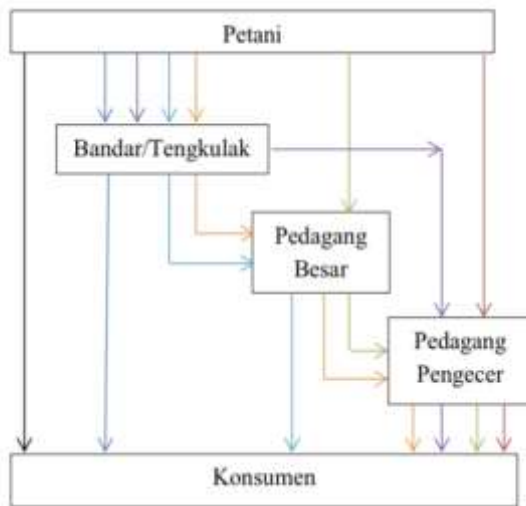 Petani
Bandar/Tengkulak
Pedagang
Besar
Pedagang
Pengecer
Konsumen